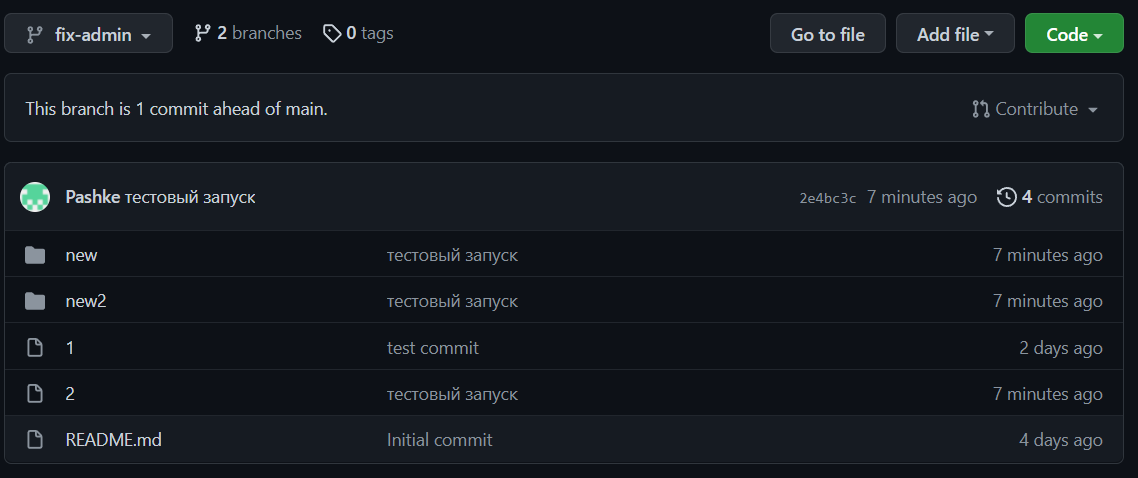 fix-admin 2 branches 0 tags Go to file Add file Code
This branch is 1 commit ahead of main. Contribute
Pashke тестовый запуск 2e4bc3c 7 minutes ago 4 commits
new тестовый запуск 7 minutes ago
new2 тестовый запуск 7 minutes ago
1 test commit 2 days ago
2 тестовый запуск 7 minutes ago
README.md Initial commit 4 days ago